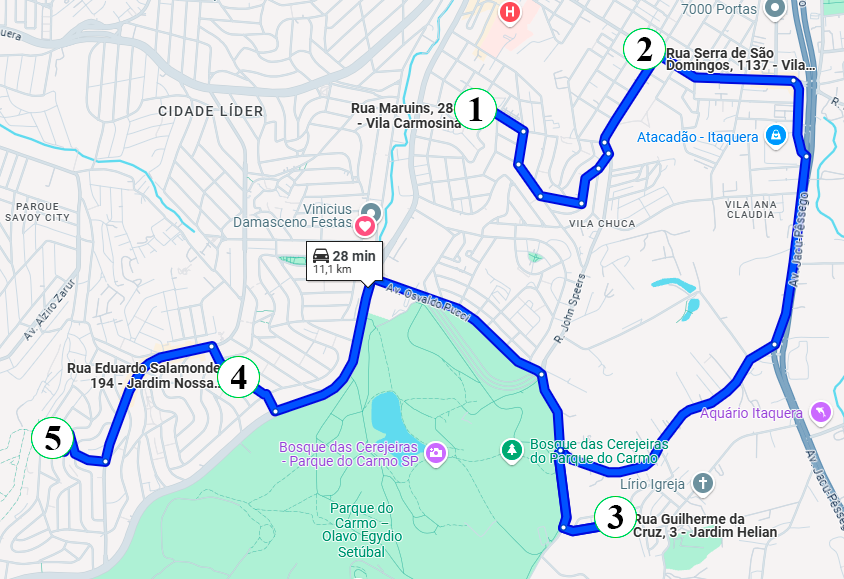 7000 Portas
H
2
Rua Serra de São
Domingos, 1137 - Vila...
CIDADE LÍDER
Rua Maruins, 28
- Vila Carmosina
1
Atacadão - Itaquera
PARQUE
SAVOY CITY
Vinicius
Damasceno Festas
VILA ANA
CLAUDIA
VILA CHUCA
28 min
11,1 km
Av. Jacu-Pêssego
Av. Osvaldo Pucci
R. John Speers
Av. Alziro Zarur
Rua Eduardo Salamonde,
194 - Jardim Nossa...
4
5
Aquário Itaquera
Bosque das Cerejeiras
- Parque do Carmo SP
Bosque das Cerejeiras
do Parque do Carmo
Lírio Igreja
Av. Jacu-Pêssego
Parque do
Carmo –
Olavo Egydio
Setúbal
3
Rua Guilherme da
Cruz, 3 - Jardim Helian